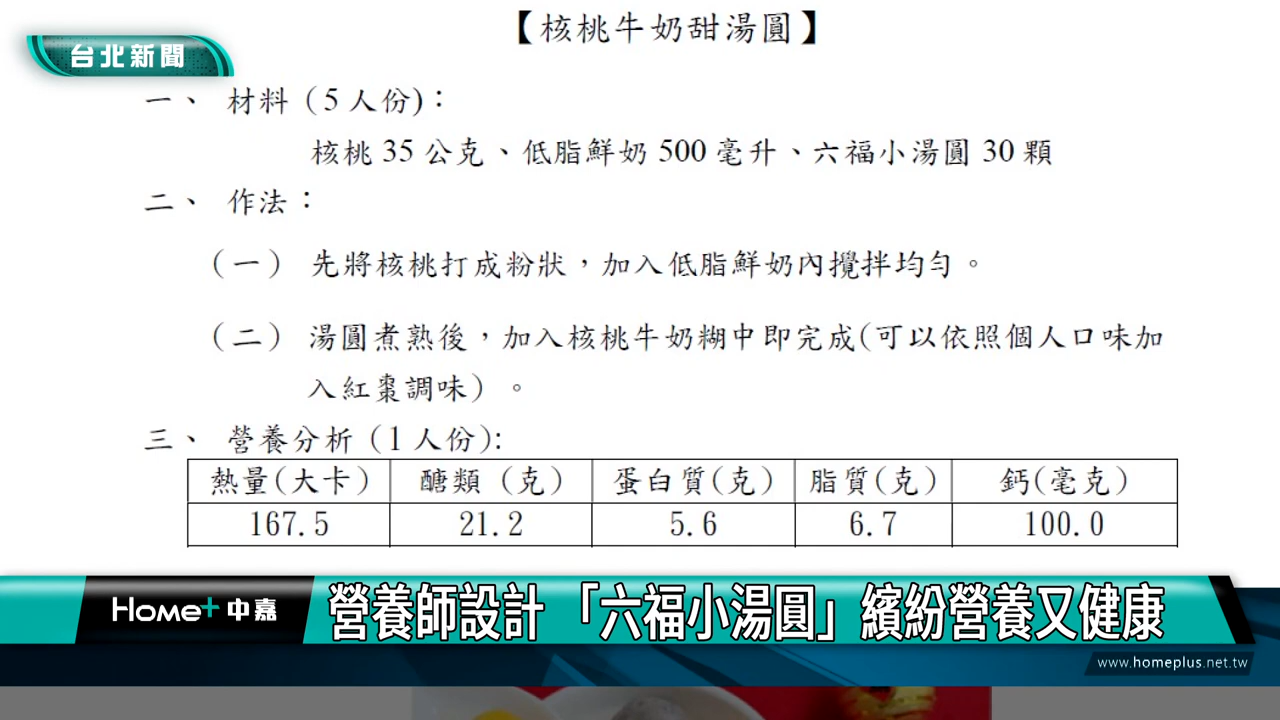 【核桃牛奶甜湯圓】
台北新聞
一、 材料（5 人份)：
核桃 35 公克、低脂鮮奶 500 毫升、六福小湯圓 30 顆
二、 作法：
（一） 先將核桃打成粉狀，加入低脂鮮奶內攪拌均勻。
（二） 湯圓煮熟後，加入核桃牛奶糊中即完成(可以依照個人口味加
入紅棗調味）。
三、 營養分析（1 人份):
熱量(大卡） 醣類（克） 蛋白質(克） 脂質(克） 鈣(毫克）
167.5 21.2 5.6 6.7 100.0
Home+ 中嘉 營養師設計 「六福小湯圓」繽紛營養又健康
www.homeplus.net.tw